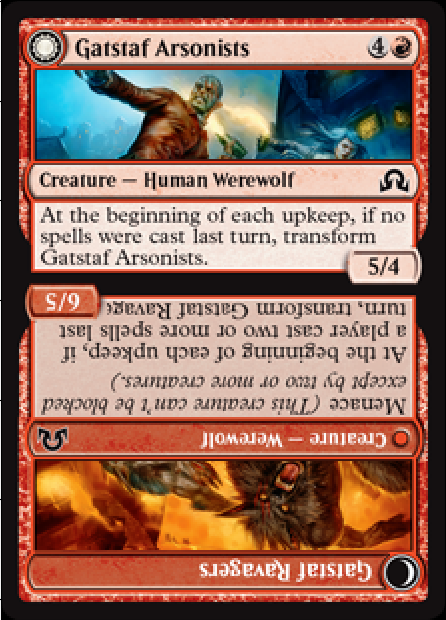 Gatstaf Arsonists 4
Creature — Human Werewolf
At the beginning of each upkeep, if no
spells were cast last turn, transform
Gatstaf Arsonists.
5/4
Gatstaf Ravagers
Creature — Werewolf
Menace (This creature can't be blocked
except by two or more creatures.)
At the beginning of each upkeep, if
a player cast two or more spells last
turn, transform Gatstaf Ravage
6/5